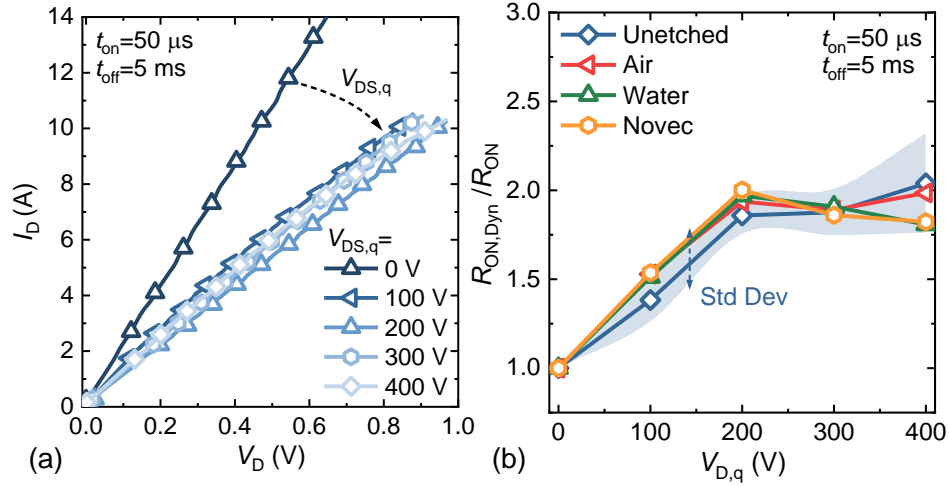 14
12
10
8
6
4
2
0
I_D (A)
t_on=50 μs
t_off=5 ms
V_DS,q
V_DS,q=
0 V
100 V
200 V
300 V
400 V
0.0 0.2 0.4 0.6 0.8 1.0
(a)
V_D (V)
3.0
2.5
2.0
1.5
1.0
R_ON,Dyn/R_ON
Unetched
Air
Water
Novec
t_on=50 μs
t_off=5 ms
Std Dev
0 100 200 300 400
(b)
V_D,q (V)